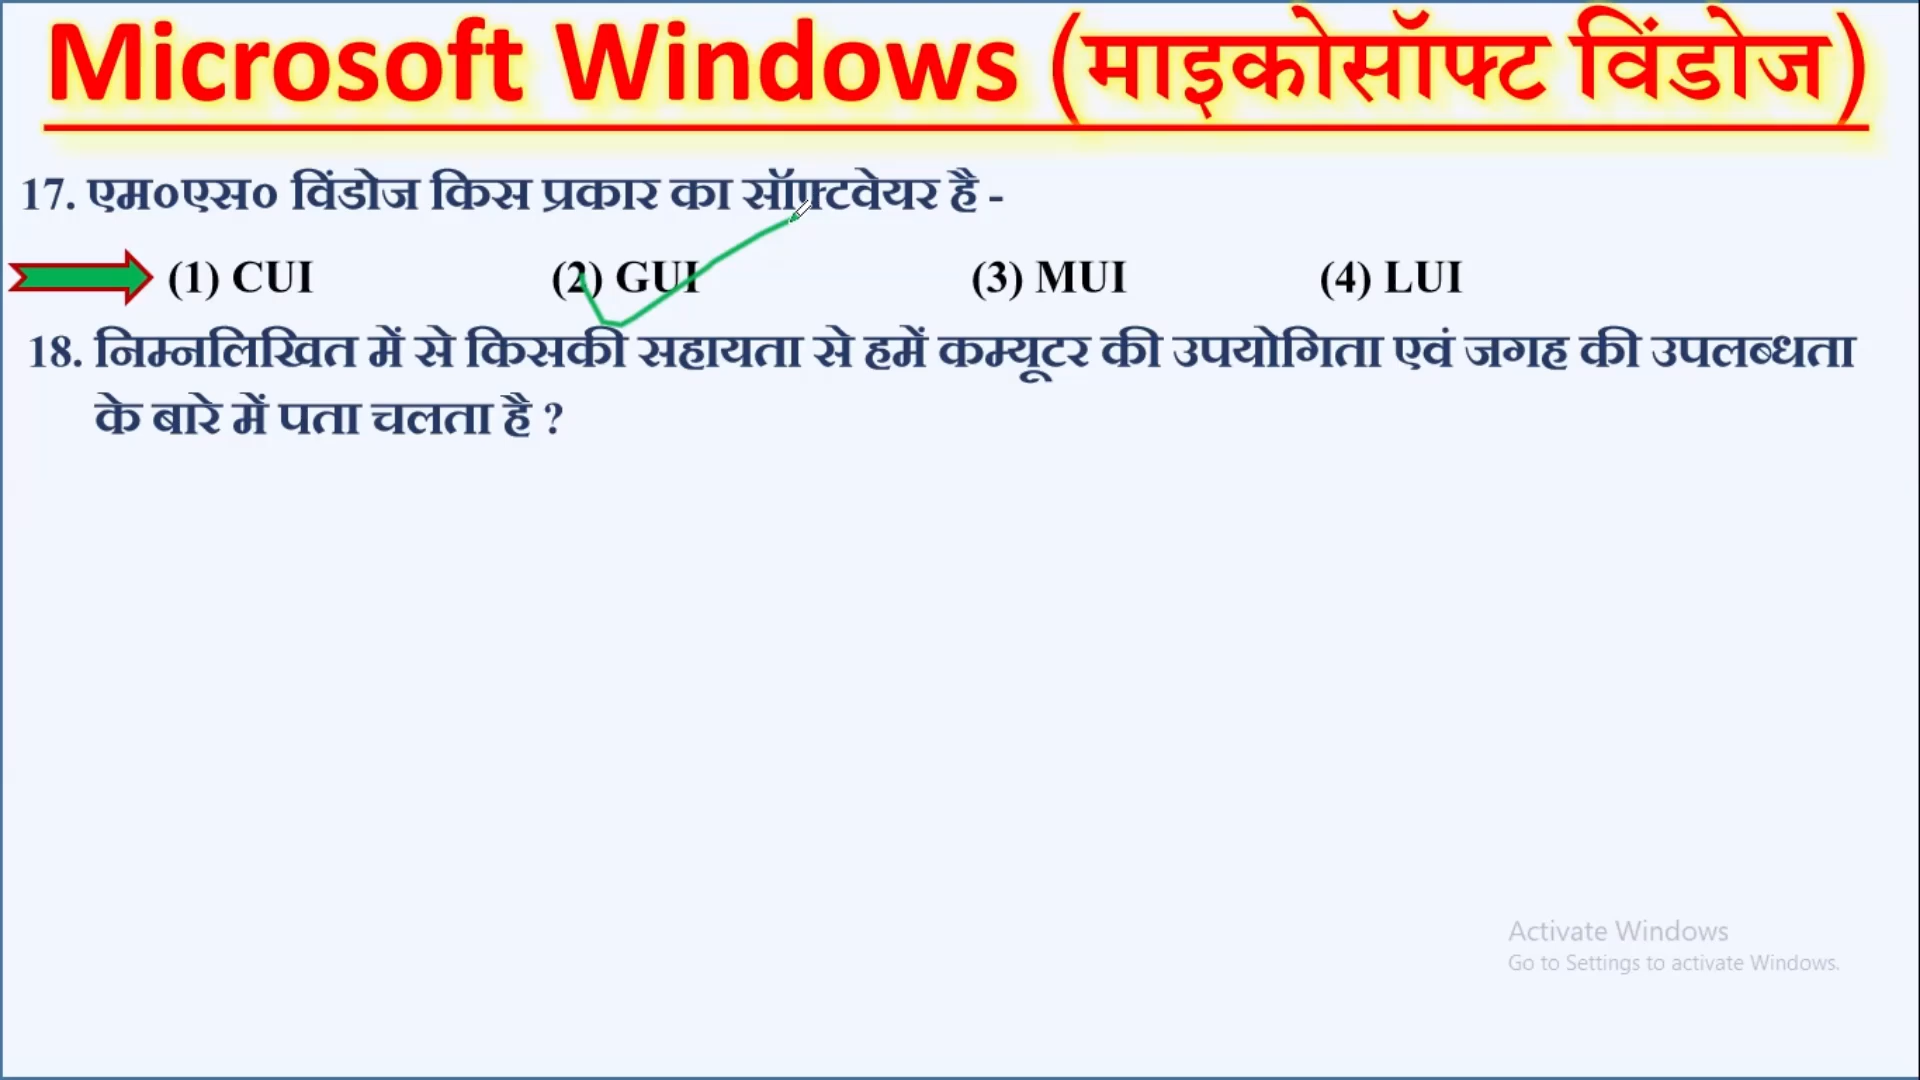 Microsoft Windows (माइकोसॉफ्ट विंडोज)
17. एम०एस० विंडोज किस प्रकार का सॉफ्टवेयर है -
(1) CUI (2) GUI (3) MUI (4) LUI
18. निम्नलिखित में से किसकी सहायता से हमें कम्यूटर की उपयोगिता एवं जगह की उपलब्धता
के बारे में पता चलता है ?
Activate Windows
Go to Settings to activate Windows.